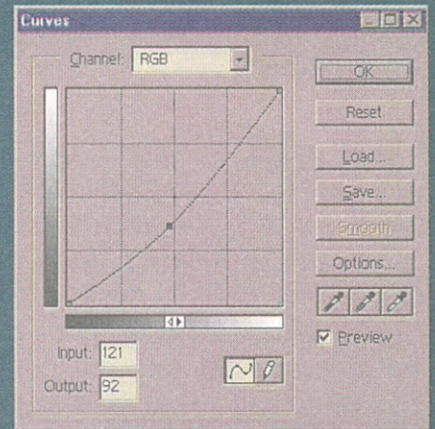 Curves
Channel: RGB
OK
Reset
Load...
Save...
Smooth
Options...
Preview
Input: 121
Output: 92